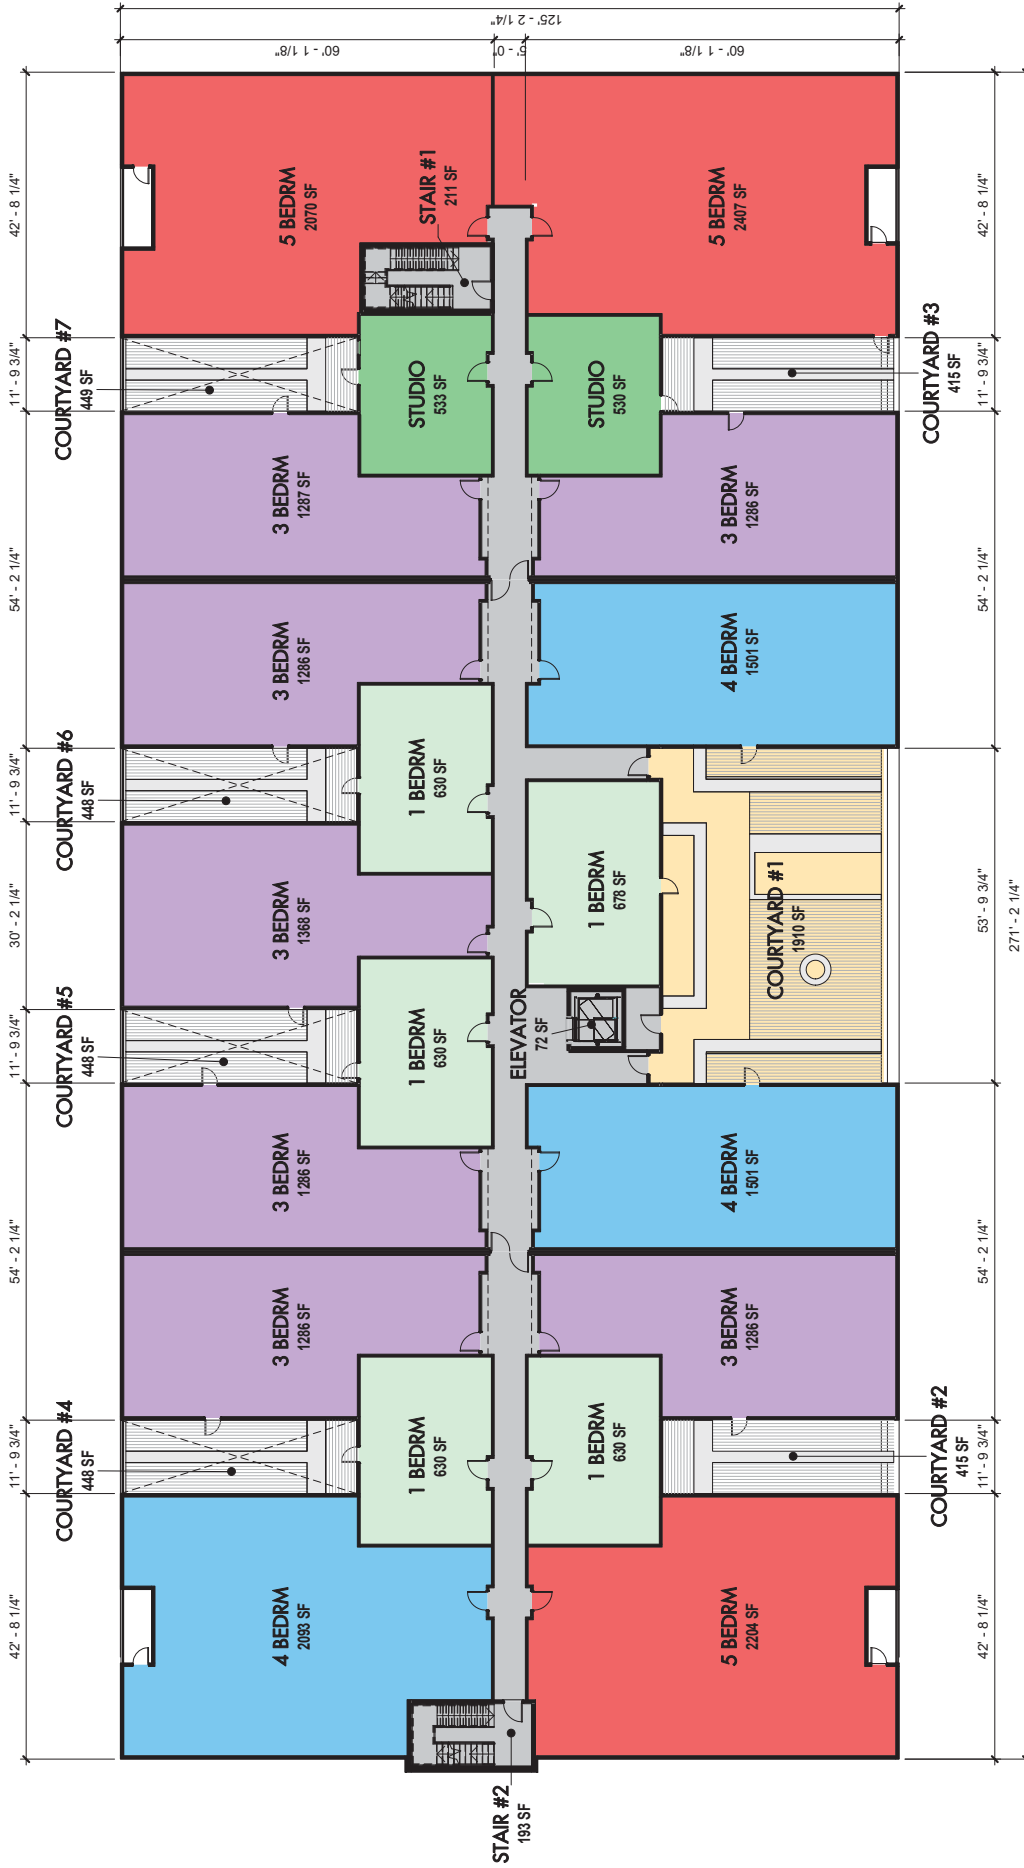 125' - 2 1/4"
60' - 1 1/8"
5' - 0"
60' - 1 1/8"
42' - 8 1/4"
11' - 9 3/4"
54' - 2 1/4"
11' - 9 3/4"
30' - 2 1/4"
11' - 9 3/4"
54' - 2 1/4"
11' - 9 3/4"
42' - 8 1/4"
COURTYARD #4
448 SF
COURTYARD #5
448 SF
COURTYARD #6
448 SF
COURTYARD #7
449 SF
4 BEDRM
2093 SF
3 BEDRM
1286 SF
3 BEDRM
1286 SF
3 BEDRM
1368 SF
3 BEDRM
1286 SF
3 BEDRM
1287 SF
5 BEDRM
2070 SF
1 BEDRM
630 SF
1 BEDRM
630 SF
1 BEDRM
630 SF
STUDIO
533 SF
STAIR #1
211 SF
STAIR #2
193 SF
ELEVATOR
72 SF
1 BEDRM
630 SF
1 BEDRM
678 SF
STUDIO
530 SF
5 BEDRM
2204 SF
3 BEDRM
1286 SF
4 BEDRM
1501 SF
COURTYARD #1
1910 SF
4 BEDRM
1501 SF
3 BEDRM
1286 SF
5 BEDRM
2407 SF
COURTYARD #2
415 SF
COURTYARD #3
415 SF
42' - 8 1/4"
11' - 9 3/4"
54' - 2 1/4"
53' - 9 3/4"
54' - 2 1/4"
11' - 9 3/4"
42' - 8 1/4"
271' - 2 1/4"